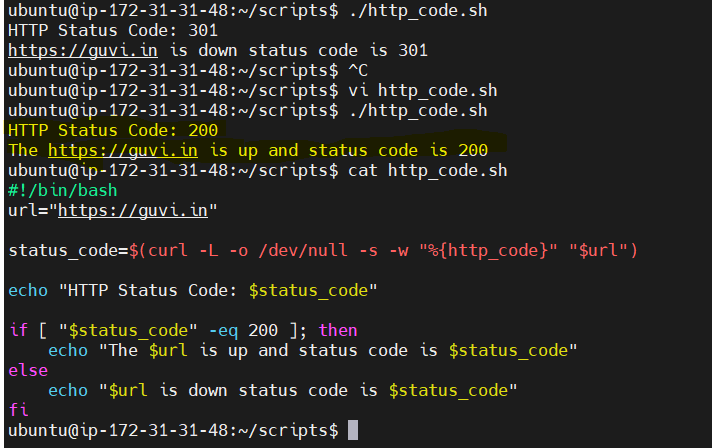 ubuntu@ip-172-31-31-48:~/scripts$ ./http_code.sh
HTTP Status Code: 301
https://guvi.in is down status code is 301
ubuntu@ip-172-31-31-48:~/scripts$ ^C
ubuntu@ip-172-31-31-48:~/scripts$ vi http_code.sh
ubuntu@ip-172-31-31-48:~/scripts$ ./http_code.sh
HTTP Status Code: 200
The https://guvi.in is up and status code is 200
ubuntu@ip-172-31-31-48:~/scripts$ cat http_code.sh
#!/bin/bash
url="https://guvi.in"

status_code=$(curl -L -o /dev/null -s -w "%{http_code}" "$url")

echo "HTTP Status Code: $status_code"

if [ "$status_code" -eq 200 ]; then
    echo "The $url is up and status code is $status_code"
else
    echo "$url is down status code is $status_code"
fi
ubuntu@ip-172-31-31-48:~/scripts$